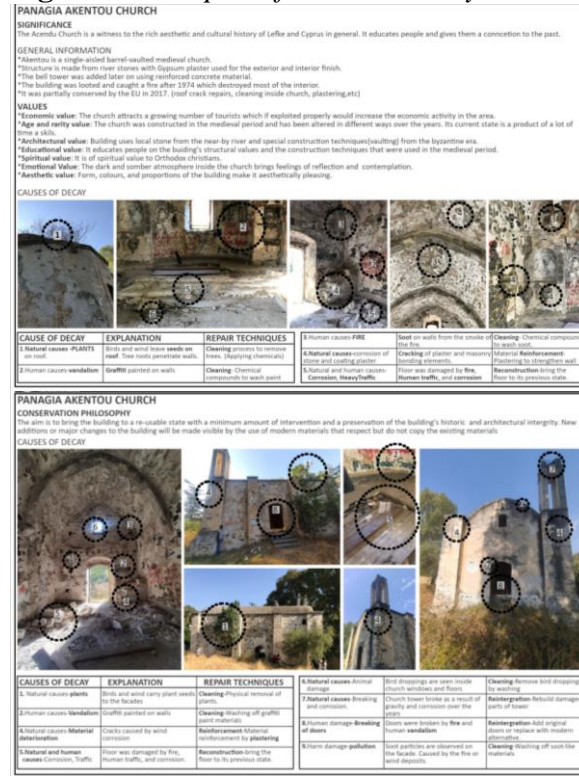 PANAGIA AKENTOU CHURCH
SIGNIFICANCE
The Acendu Church is a witness to the rich aesthetic and cultural history of Lefke and Cyprus in general. It educates people and gives them a connection to the past.
GENERAL INFORMATION
*Akentou is a single-aisled barrel-vaulted medieval church.
*Structure is made from river stones with Gypsum plaster used for the exterior and interior finish.
*The bell tower was added later on using reinforced concrete material.
*The building was looted and caught a fire after 1974 which destroyed most of the interior.
*It was partially conserved by the EU in 2017. (roof crack repairs, cleaning inside church, plastering,etc)
VALUES
*Economic value: The church attracts a growing number of tourists which if exploited properly would increase the economic activity in the area.
*Age and rarity value: The church was constructed in the medieval period and has been altered in different ways over the years. Its current state is a product of a lot of
time a skils.
*Architectural value: Building uses local stone from the near-by river and special construction techniques(vaulting) from the byzantine era.
*Educational value: It educates people on the buiding's structural values and the construction techniques that were used in the medieval period.
*Spiritual value: It is of spiritual value to Orthodox christians.
*Emotional Value: The dark and somber atmosphere inside the church brings feelings of reflection and contemplation.
*Aesthetic value: Form, colours, and proportions of the building make it aesthetically pleasing.
CAUSES OF DECAY
CAUSE OF DECAY EXPLANATION REPAIR TECHNIQUES
1.Natural causes -PLANTS on roof.
Birds and wind leave seeds on roof. Tree roots penetrate walls.
Cleaning process to remove trees. (Applying chemicals)
2.Human causes-vandalism
Graffiti painted on walls
Cleaning- Chemical compounds to wash paint
3.Human causes-FIRE
Soot on walls from the smoke of the fire.
Cleaning- Chemical compounds to wash soot.
4.Natural causes-corrosion of stone and coating plaster
Cracking of plaster and masonry bonding elements.
Material Reinforcement- Plastering to strengthen wall
5.Natural and human causes- Corrosion, HeavyTraffic
Floor was damaged by fire, Human traffic, and corrosion
Reconstruction-bring the floor to its previous state.
PANAGIA AKENTOU CHURCH
CONSERVATION PHILOSOPHY
The aim is to bring the building to a re-usable state with a minimum amount of intervention and a preservation of the building's historic and architectural intergrity. New
additions or major changes to the building will be made visible by the use of modern materials that respect but do not copy the existing materials
CAUSES OF DECAY
CAUSES OF DECAY EXPLANATION REPAIR TECHNIQUES
1. Natural causes-plants
Birds and wind carry plant seeds to the facades
Cleaning-Physical removal of plants.
2.Human causes-Vandalism
Graffiti painted on walls
Cleaning-Washing off graffiti paint materials
4.Natural causes-Material deterioration
Cracks caused by wind corrosion
Reinforcement-Material reinforcement by plastering
5.Natural and human causes-Corrosion, Traffic
Floor was damaged by fire, Human traffic, and corrosion.
Reconstruction-bring the floor to its previous state.
6.Natural causes-Animal damage
Bird droppings are seen inside church windows and floors
Cleaning-Remove bird droppings by washing
7.Natural causes-Breaking and corrosion.
Church tower broke as a result of gravity and corrosion over the years
Reintergration-Rebuild damaged parts of tower
8.Human damage-Breaking of doors
Doors were broken by fire and human vandalism
Reintergration-Add original doors or replace with modern alternative.
9.Harm damage-pollution
Soot particles are observed on the facade. Caused by the fire or wind deposits.
Cleaning-Washing off soot-like materials